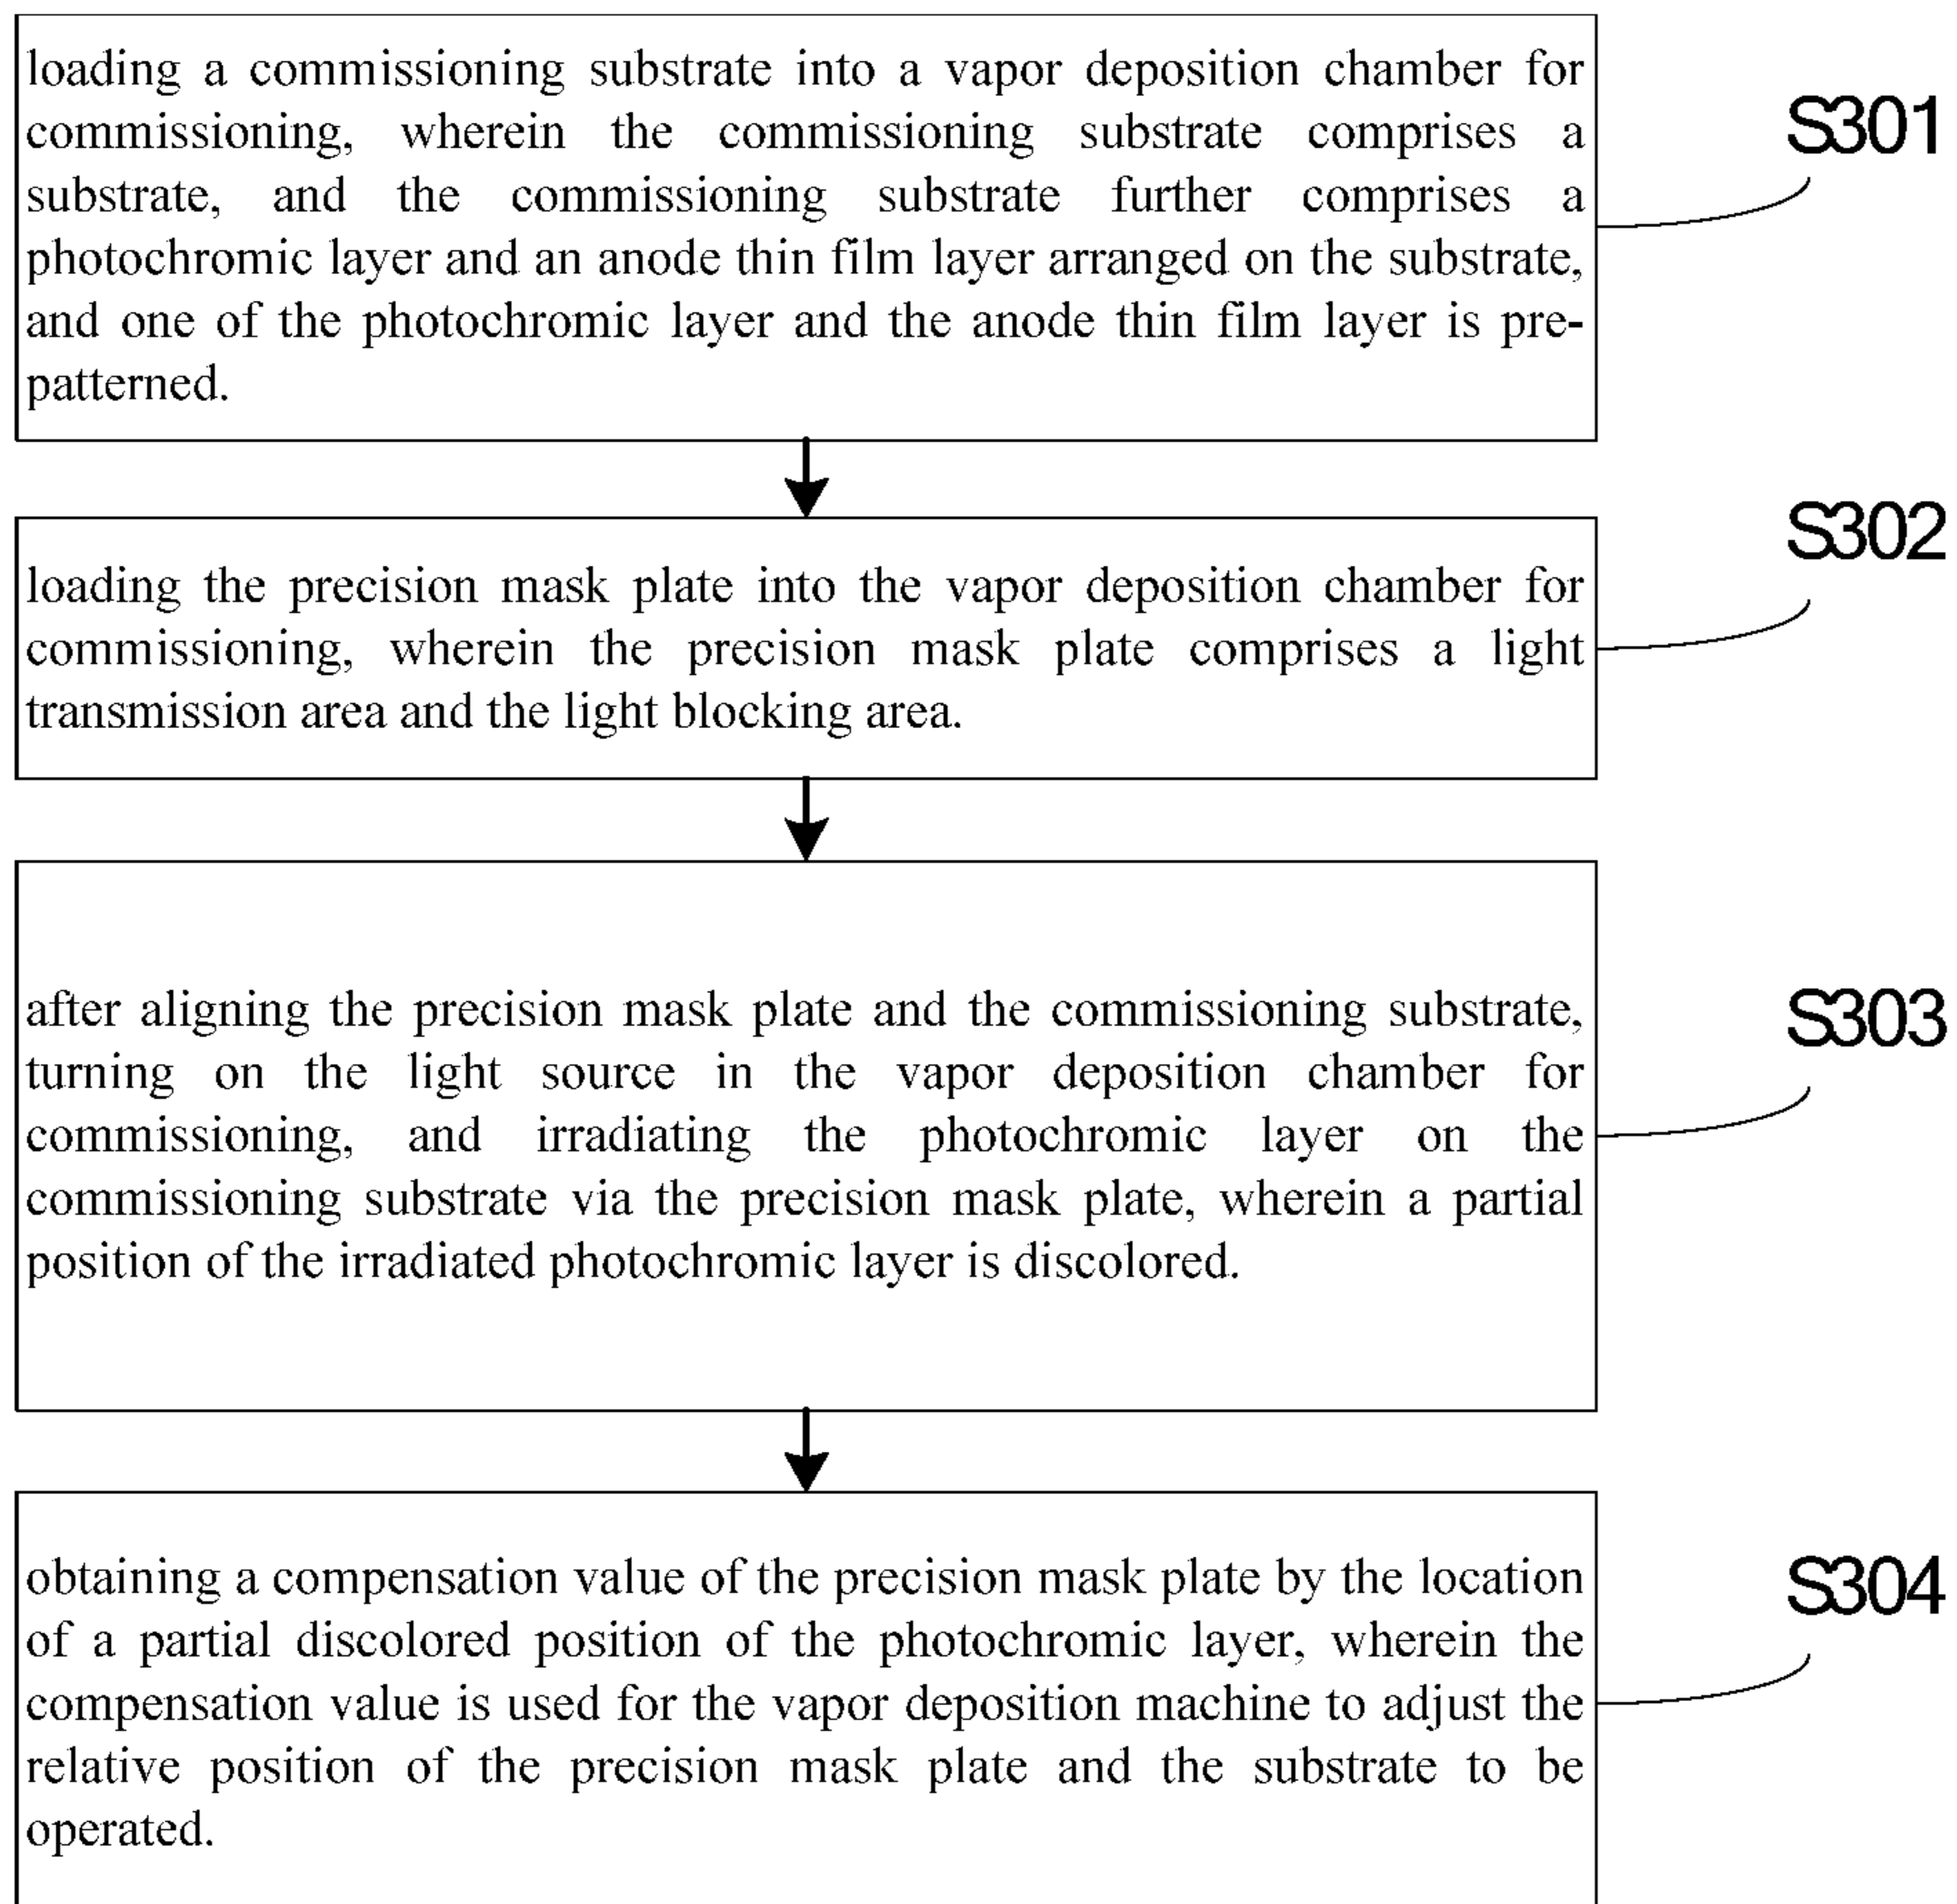 loading a commissioning substrate into a vapor deposition chamber for
commissioning, wherein the commissioning substrate comprises a
substrate, and the commissioning substrate further comprises a
photochromic layer and an anode thin film layer arranged on the substrate,
and one of the photochromic layer and the anode thin film layer is pre-
patterned.
S301
loading the precision mask plate into the vapor deposition chamber for
commissioning, wherein the precision mask plate comprises a light
transmission area and the light blocking area.
S302
after aligning the precision mask plate and the commissioning substrate,
turning on the light source in the vapor deposition chamber for
commissioning, and irradiating the photochromic layer on the
commissioning substrate via the precision mask plate, wherein a partial
position of the irradiated photochromic layer is discolored.
S303
obtaining a compensation value of the precision mask plate by the location
of a partial discolored position of the photochromic layer, wherein the
compensation value is used for the vapor deposition machine to adjust the
relative position of the precision mask plate and the substrate to be
operated.
S304